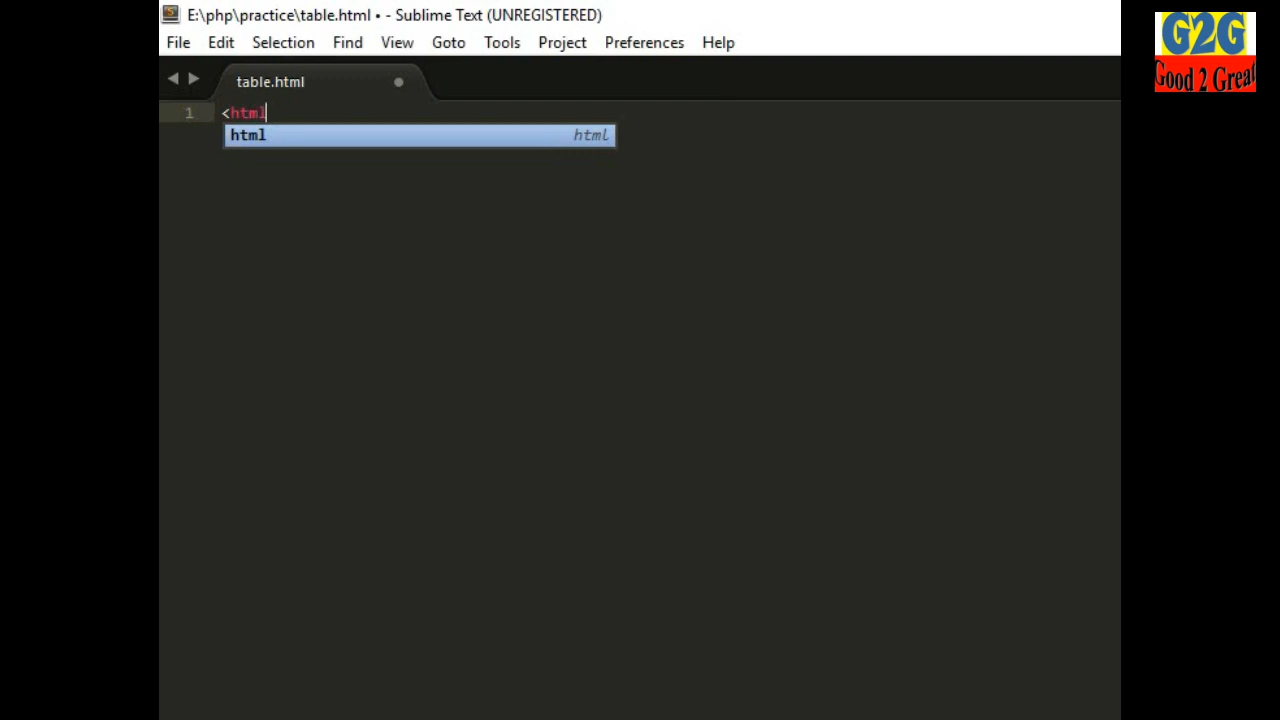 E:\php\practice\table.html • - Sublime Text (UNREGISTERED)
File Edit Selection Find View Goto Tools Project Preferences Help
table.html
1 <html
html html
G2G
Good 2 Great